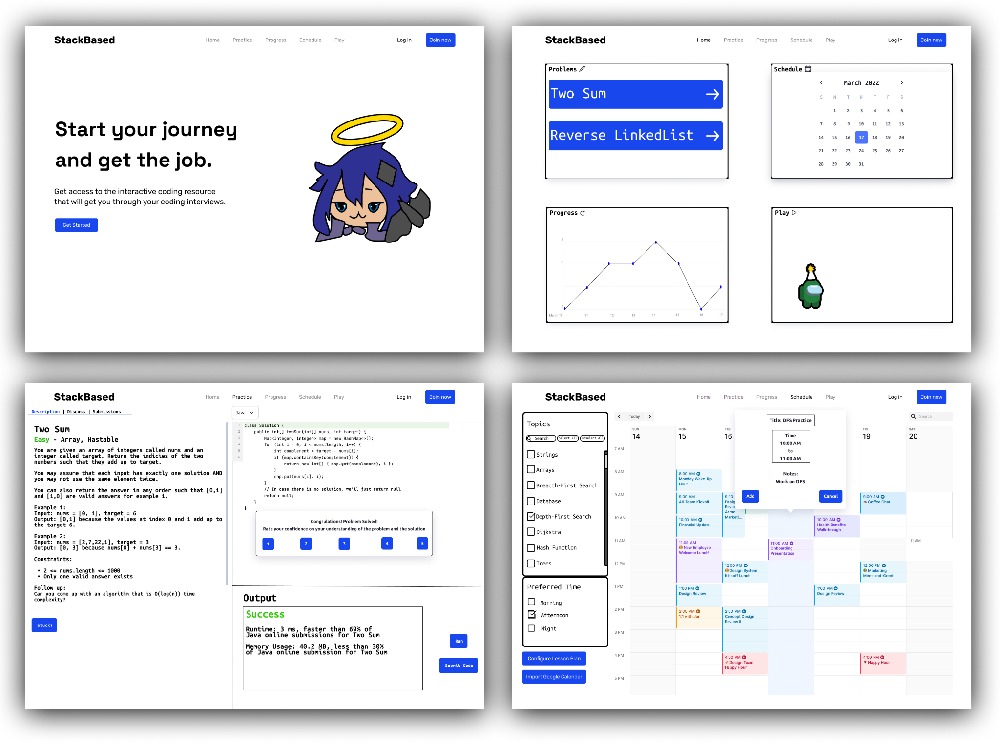 StackBased
Home Practice Progress Schedule Play Log in Join now
Start your journey
and get the job.
Get access to the interactive coding resource
that will get you through your coding interviews.
Get Started
StackBased
Home Practice Progress Schedule Play Log in Join now
Problems
Two Sum
Reverse LinkedList
Schedule
March 2022
S M T W T F S
1 2 3 4 5 6
7 8 9 10 11 12 13
14 15 16 17 18 19 20
21 22 23 24 25 26 27
28 29 30 31
Progress
3
2
1
0
March 10 11 12 13 14 15 16 17
Play
StackBased
Home Practice Progress Schedule Play Log in Join now
Description | Discuss | Submissions
Two Sum
Easy - Array, Hastable
You are given an array of integers called nums and an
integer called target. Return the indicies of the two
numbers such that they add up to target.
You may assume that each input has exactly one solution AND
you may not use the same element twice.
You can also return the answer in any order such that [0,1]
and [1,0] are valid answers for example 1.
Example 1:
Input: nums = [0, 1], target = 6
Output: [0,1] because the values at index 0 and 1 add up to
the target 6.
Example 2:
Input: nums = [2,7,22,1], target = 3
Output: [0, 3] because nums[0] + nums[3] == 3.
Constraints:
• 2 <= nums.length <= 1000
• Only one valid answer exists
Follow up:
Can you come up with an algorithm that is O(log(n)) time
complexity?
Stuck?
Java
1 class Solution {
2 public int[] twoSum(int[] nums, int target) {
3 Map<Integer, Integer> map = new HashMap<>();
4 for (int i = 0; i < nums.length; i++) {
5 int complement = target - nums[i];
6 if (map.containsKey(complement)) {
return new int[] { map.get(complement), i };
}
map.put(nums[i], i);
}
// In case there is no solution, we'll just return null
return null;
}
}
Congrulations! Problem Solved!
Rate your confidence on your understanding of the problem and the solution
1 2 3 4 5
Output
Success
Runtime: 3 ms, faster than 69% of
Java online submissions for Two Sum
Memory Usage: 40.2 MB, less than 30%
of Java online submission for Two Sum
Run
Submit Code
StackBased
Home Practice Progress Schedule Play Log in Join now
Topics
Search Select All Unselect All
Strings
Arrays
Breadth-First Search
Database
Depth-First Search
Dijkstra
Hash Function
Trees
Preferred Time
Morning
Afternoon
Night
Configure Lesson Plan
Import Google Calender
Today
Search
SUN MON TUE FRI SAT
14 15 16 19 20
Title: DFS Practice
Time
10:00 AM
to
11:00 AM
Notes:
Work on DFS
Add Cancel
7 AM
8 AM
9 AM
10 AM
11 AM
12 PM
1 PM
2 PM
3 PM
4 PM
5 PM
8:00 AM
Monday Wake-Up
Hour
9:00 AM
All-Team Kickoff
10:00 AM
Financial Update
11:00 AM
New Employee
Welcome Lunch!
1:00 PM
Design Review
2:00 PM
1:1 with Jon
9:00
Desig
Revie
Acme
Marketi...
12:00 PM
Design System
Kickoff Lunch
2:00 PM
Concept Design
Review II
4:00 PM
Design Team
Happy Hour
11:00 AM
Onboarding
Presentation
10:00 AM
Health Benefits
Walkthrough
1:00 PM
Design Review
9:00 AM
Coffee Chat
12:00 PM
Marketing
Meet-and-Greet
4:00 PM
Happy Hour
11 AM